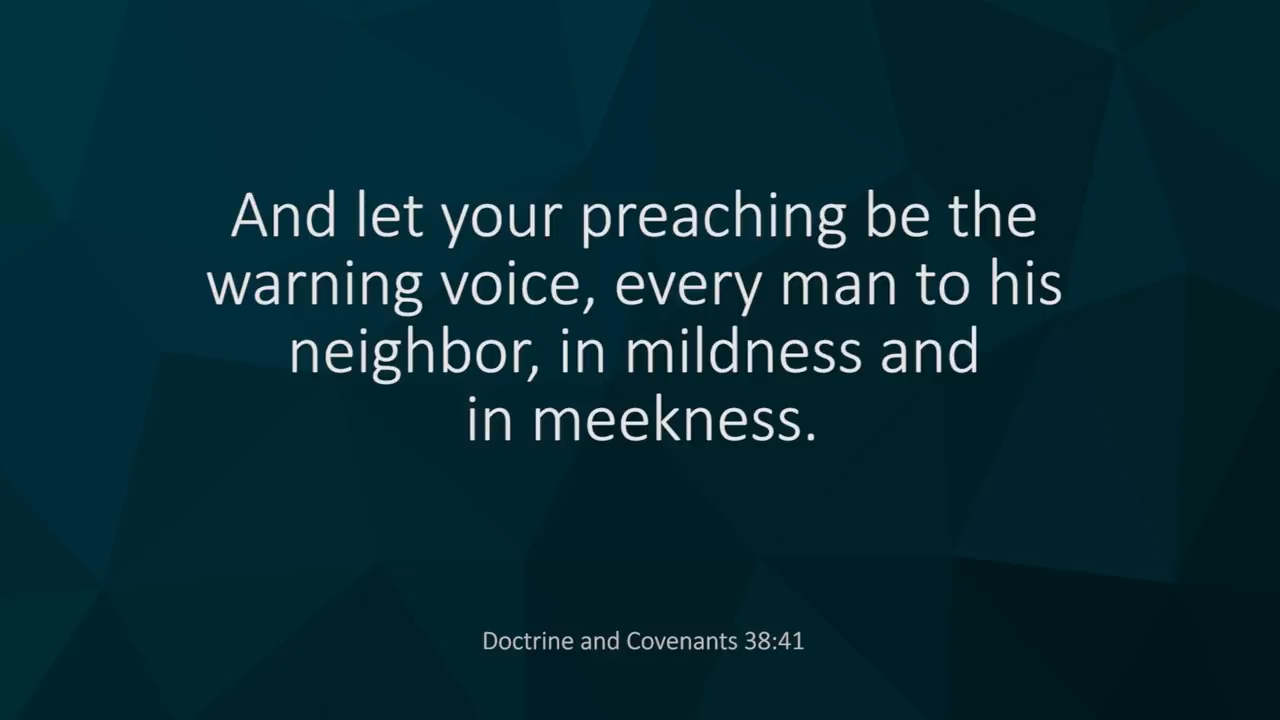 And let your preaching be the
warning voice, every man to his
neighbor, in mildness and
in meekness.
Doctrine and Covenants 38:41